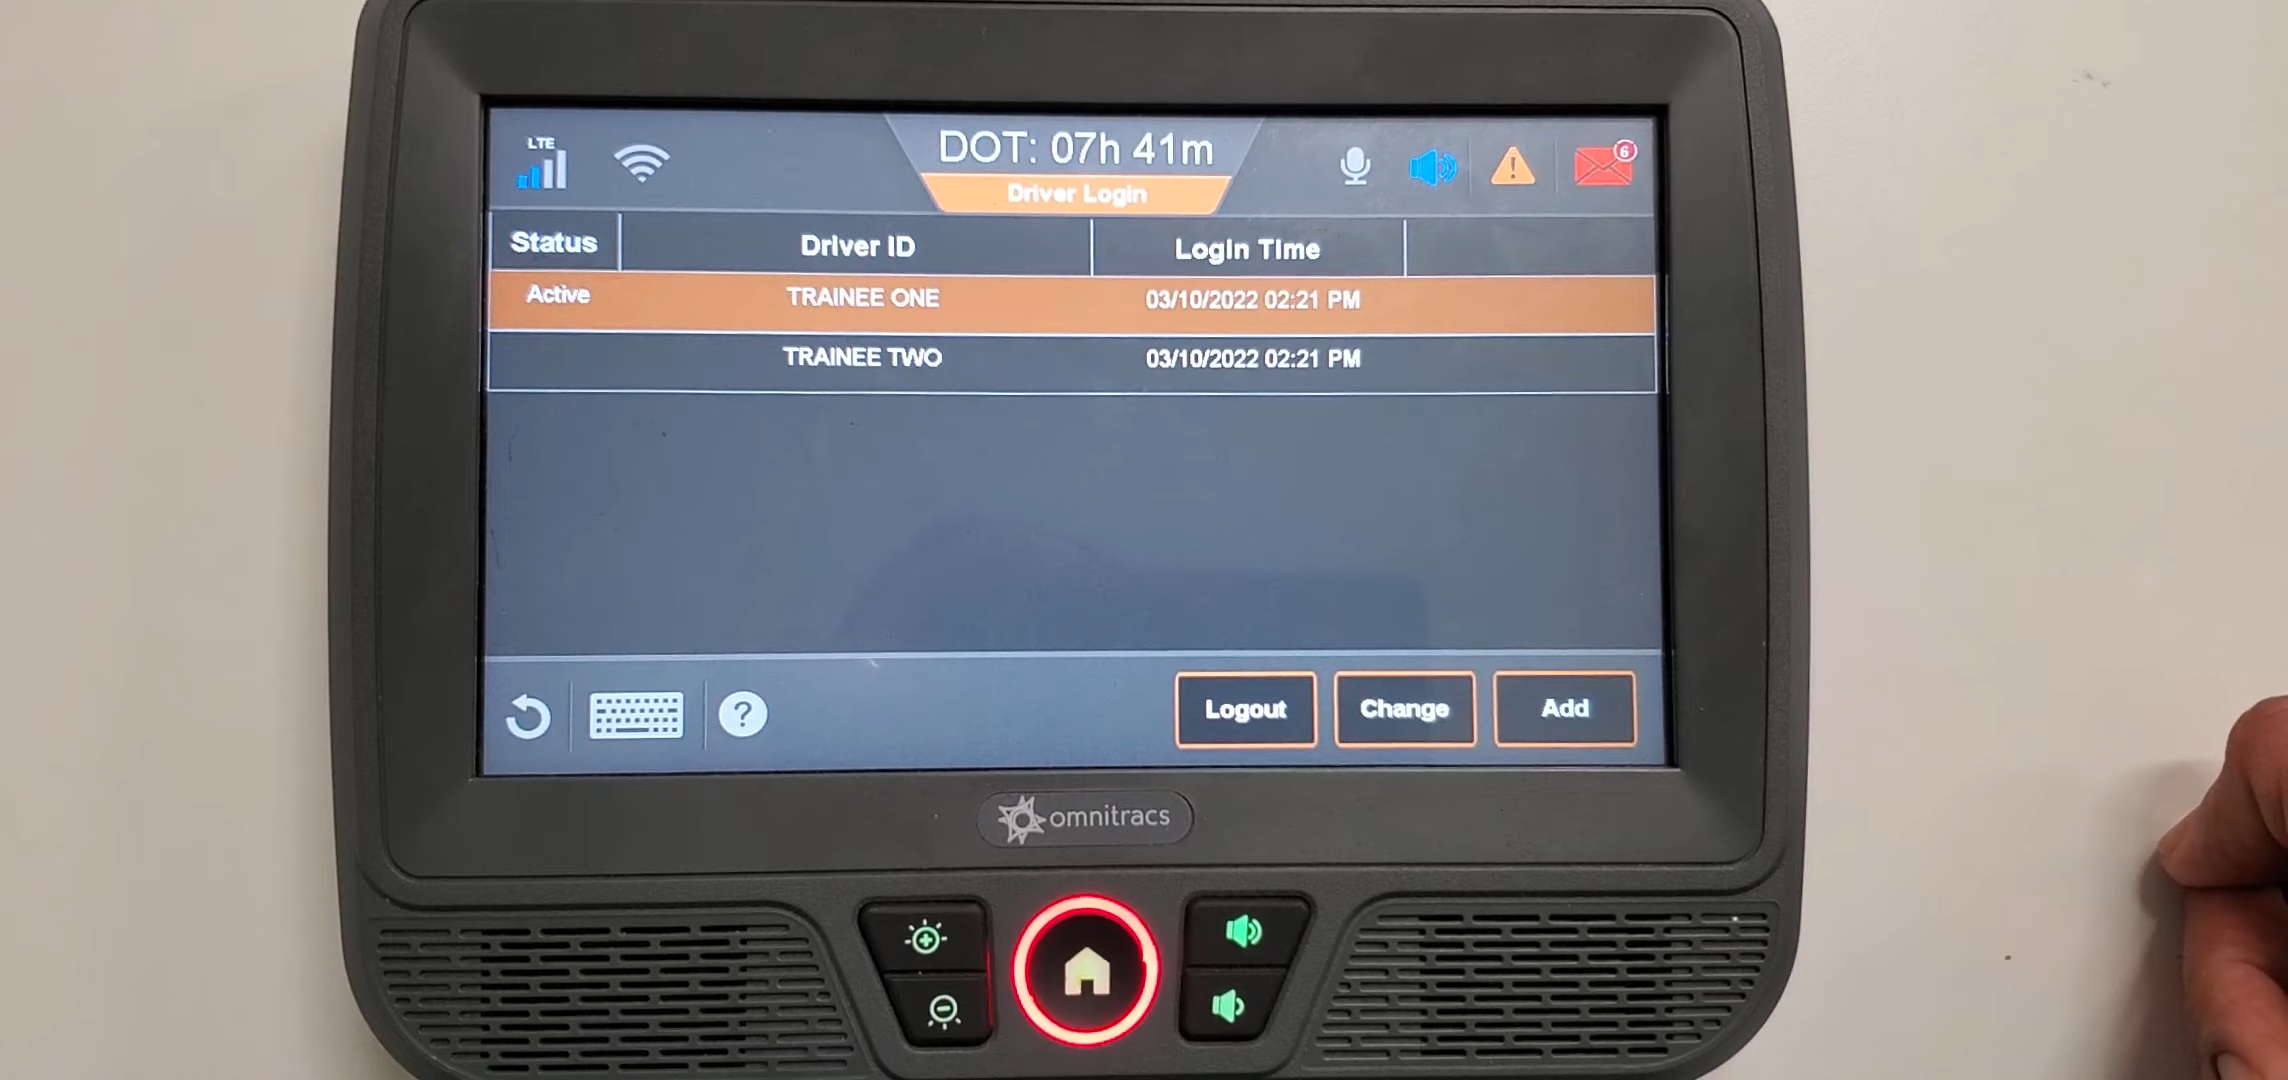 LTE
DOT: 07h 41m
6
Driver Login
Status Driver ID Login Time
Active TRAINEE ONE 03/10/2022 02:21 PM
TRAINEE TWO 03/10/2022 02:21 PM
?
Logout Change Add
omnitracs